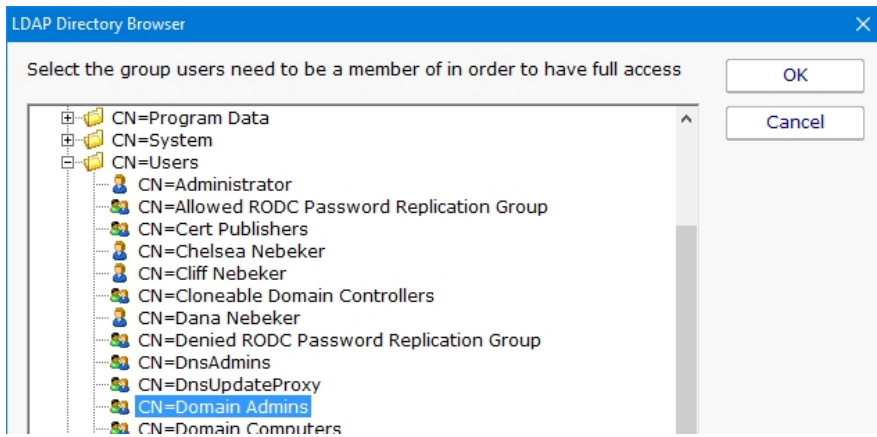 LDAP Directory Browser
Select the group users need to be a member of in order to have full access
OK
Cancel
CN=Program Data
CN=System
CN=Users
CN=Administrator
CN=Allowed RODC Password Replication Group
CN=Cert Publishers
CN=Chelsea Nebeker
CN=Cliff Nebeker
CN=Cloneable Domain Controllers
CN=Dana Nebeker
CN=Denied RODC Password Replication Group
CN=DnsAdmins
CN=DnsUpdateProxy
CN=Domain Admins
CN=Domain Computers